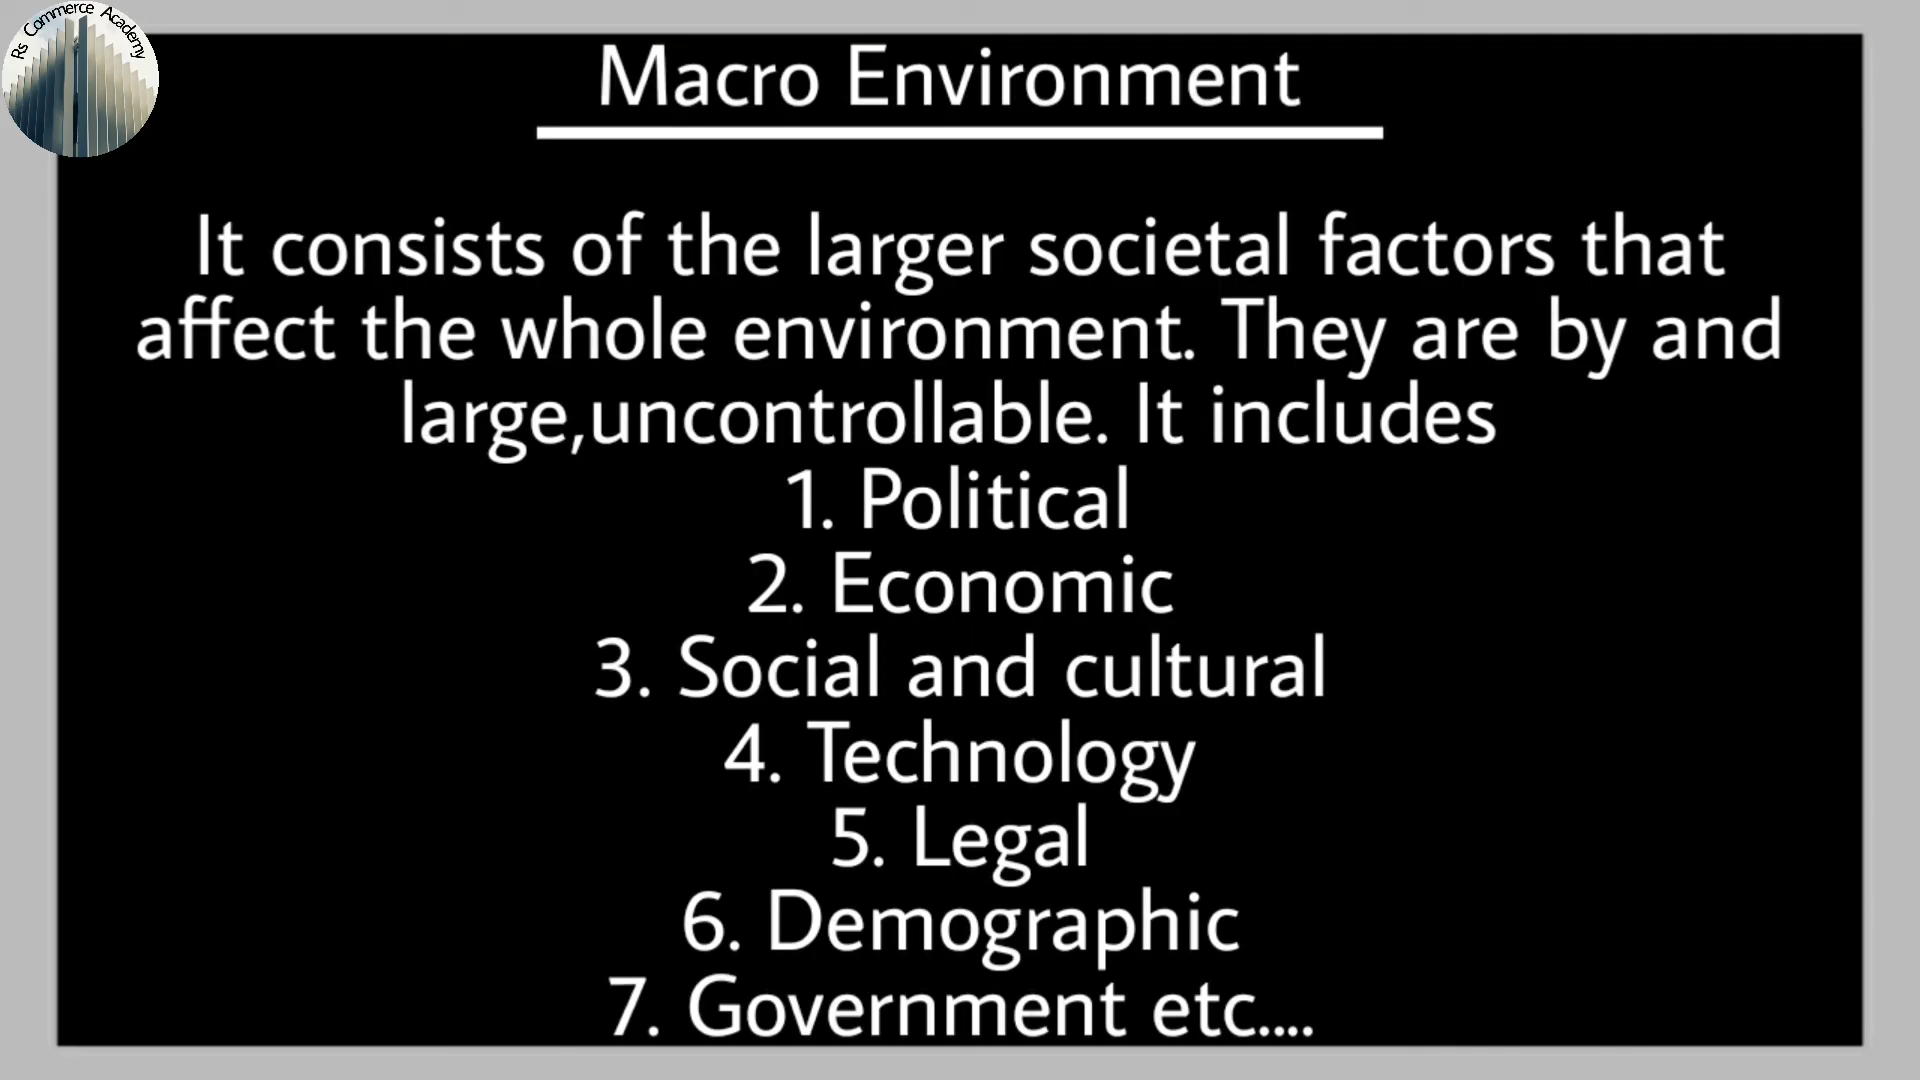 Rs Commerce Academy
Macro Environment
It consists of the larger societal factors that
affect the whole environment. They are by and
large,uncontrollable. It includes
1. Political
2. Economic
3. Social and cultural
4. Technology
5. Legal
6. Demographic
7. Government etc....